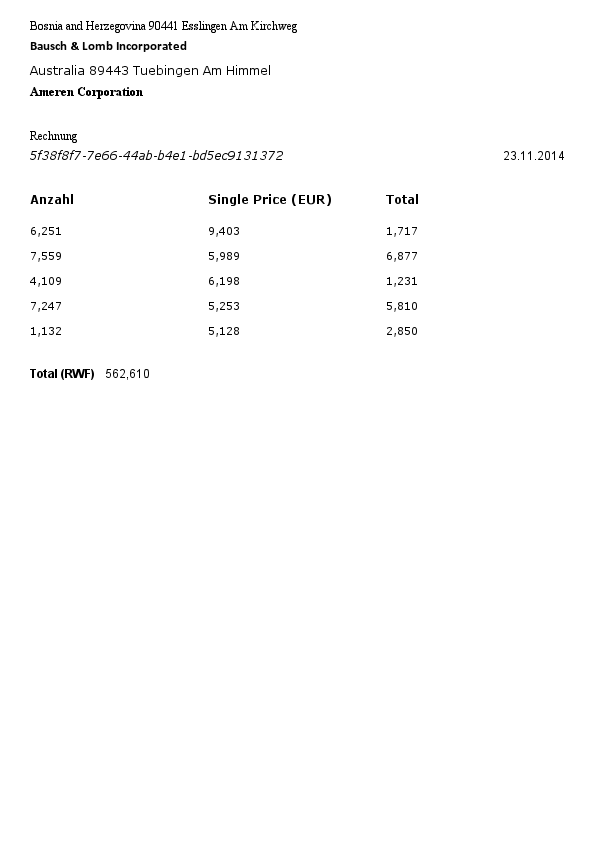 Bosnia and Herzegovina 90441 Esslingen Am Kirchweg
Bausch & Lomb Incorporated
Australia 89443 Tuebingen Am Himmel
Ameren Corporation
Rechnung
5f38f8f7-7e66-44ab-b4e1-bd5ec9131372 23.11.2014
Anzahl Single Price (EUR) Total
6,251 9,403 1,717
7,559 5,989 6,877
4,109 6,198 1,231
7,247 5,253 5,810
1,132 5,128 2,850
Total (RWF) 562,610